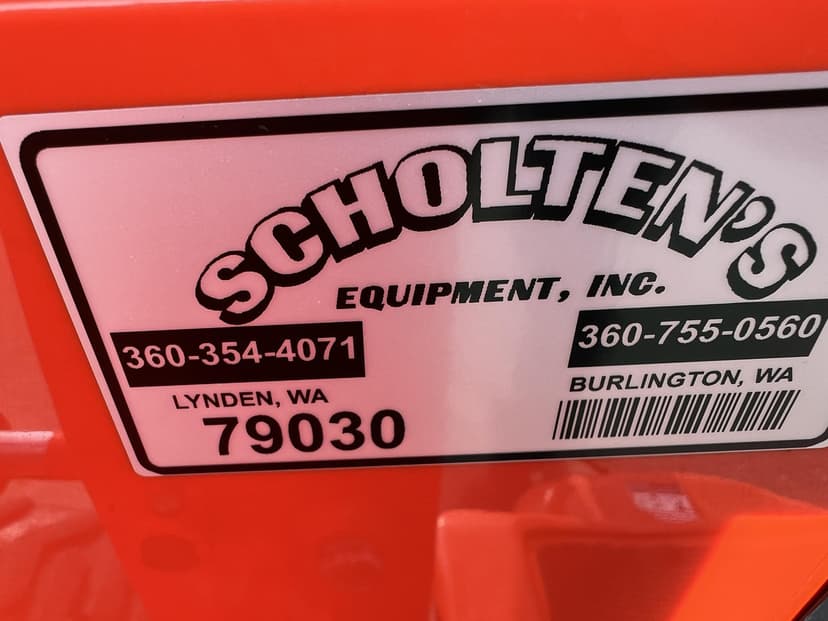 SCHOLTEN'S
EQUIPMENT, INC.
360-354-4071
LYNDEN, WA
79030
360-755-0560
BURLINGTON, WA